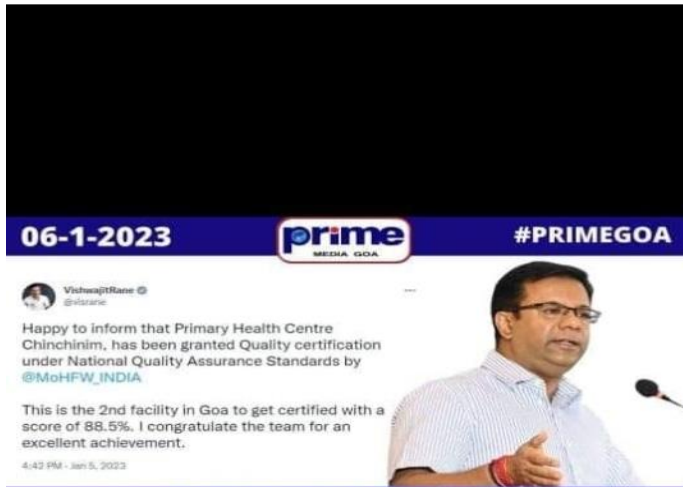 06-1-2023
prime
MEDIA GOA
#PRIMEGOA
VishwajitRane
@visrane
Happy to inform that Primary Health Centre
Chinchinim, has been granted Quality certification
under National Quality Assurance Standards by
@MoHFW_INDIA
This is the 2nd facility in Goa to get certified with a
score of 88.5%. I congratulate the team for an
excellent achievement.
4:42 PM - Jan 5, 2023